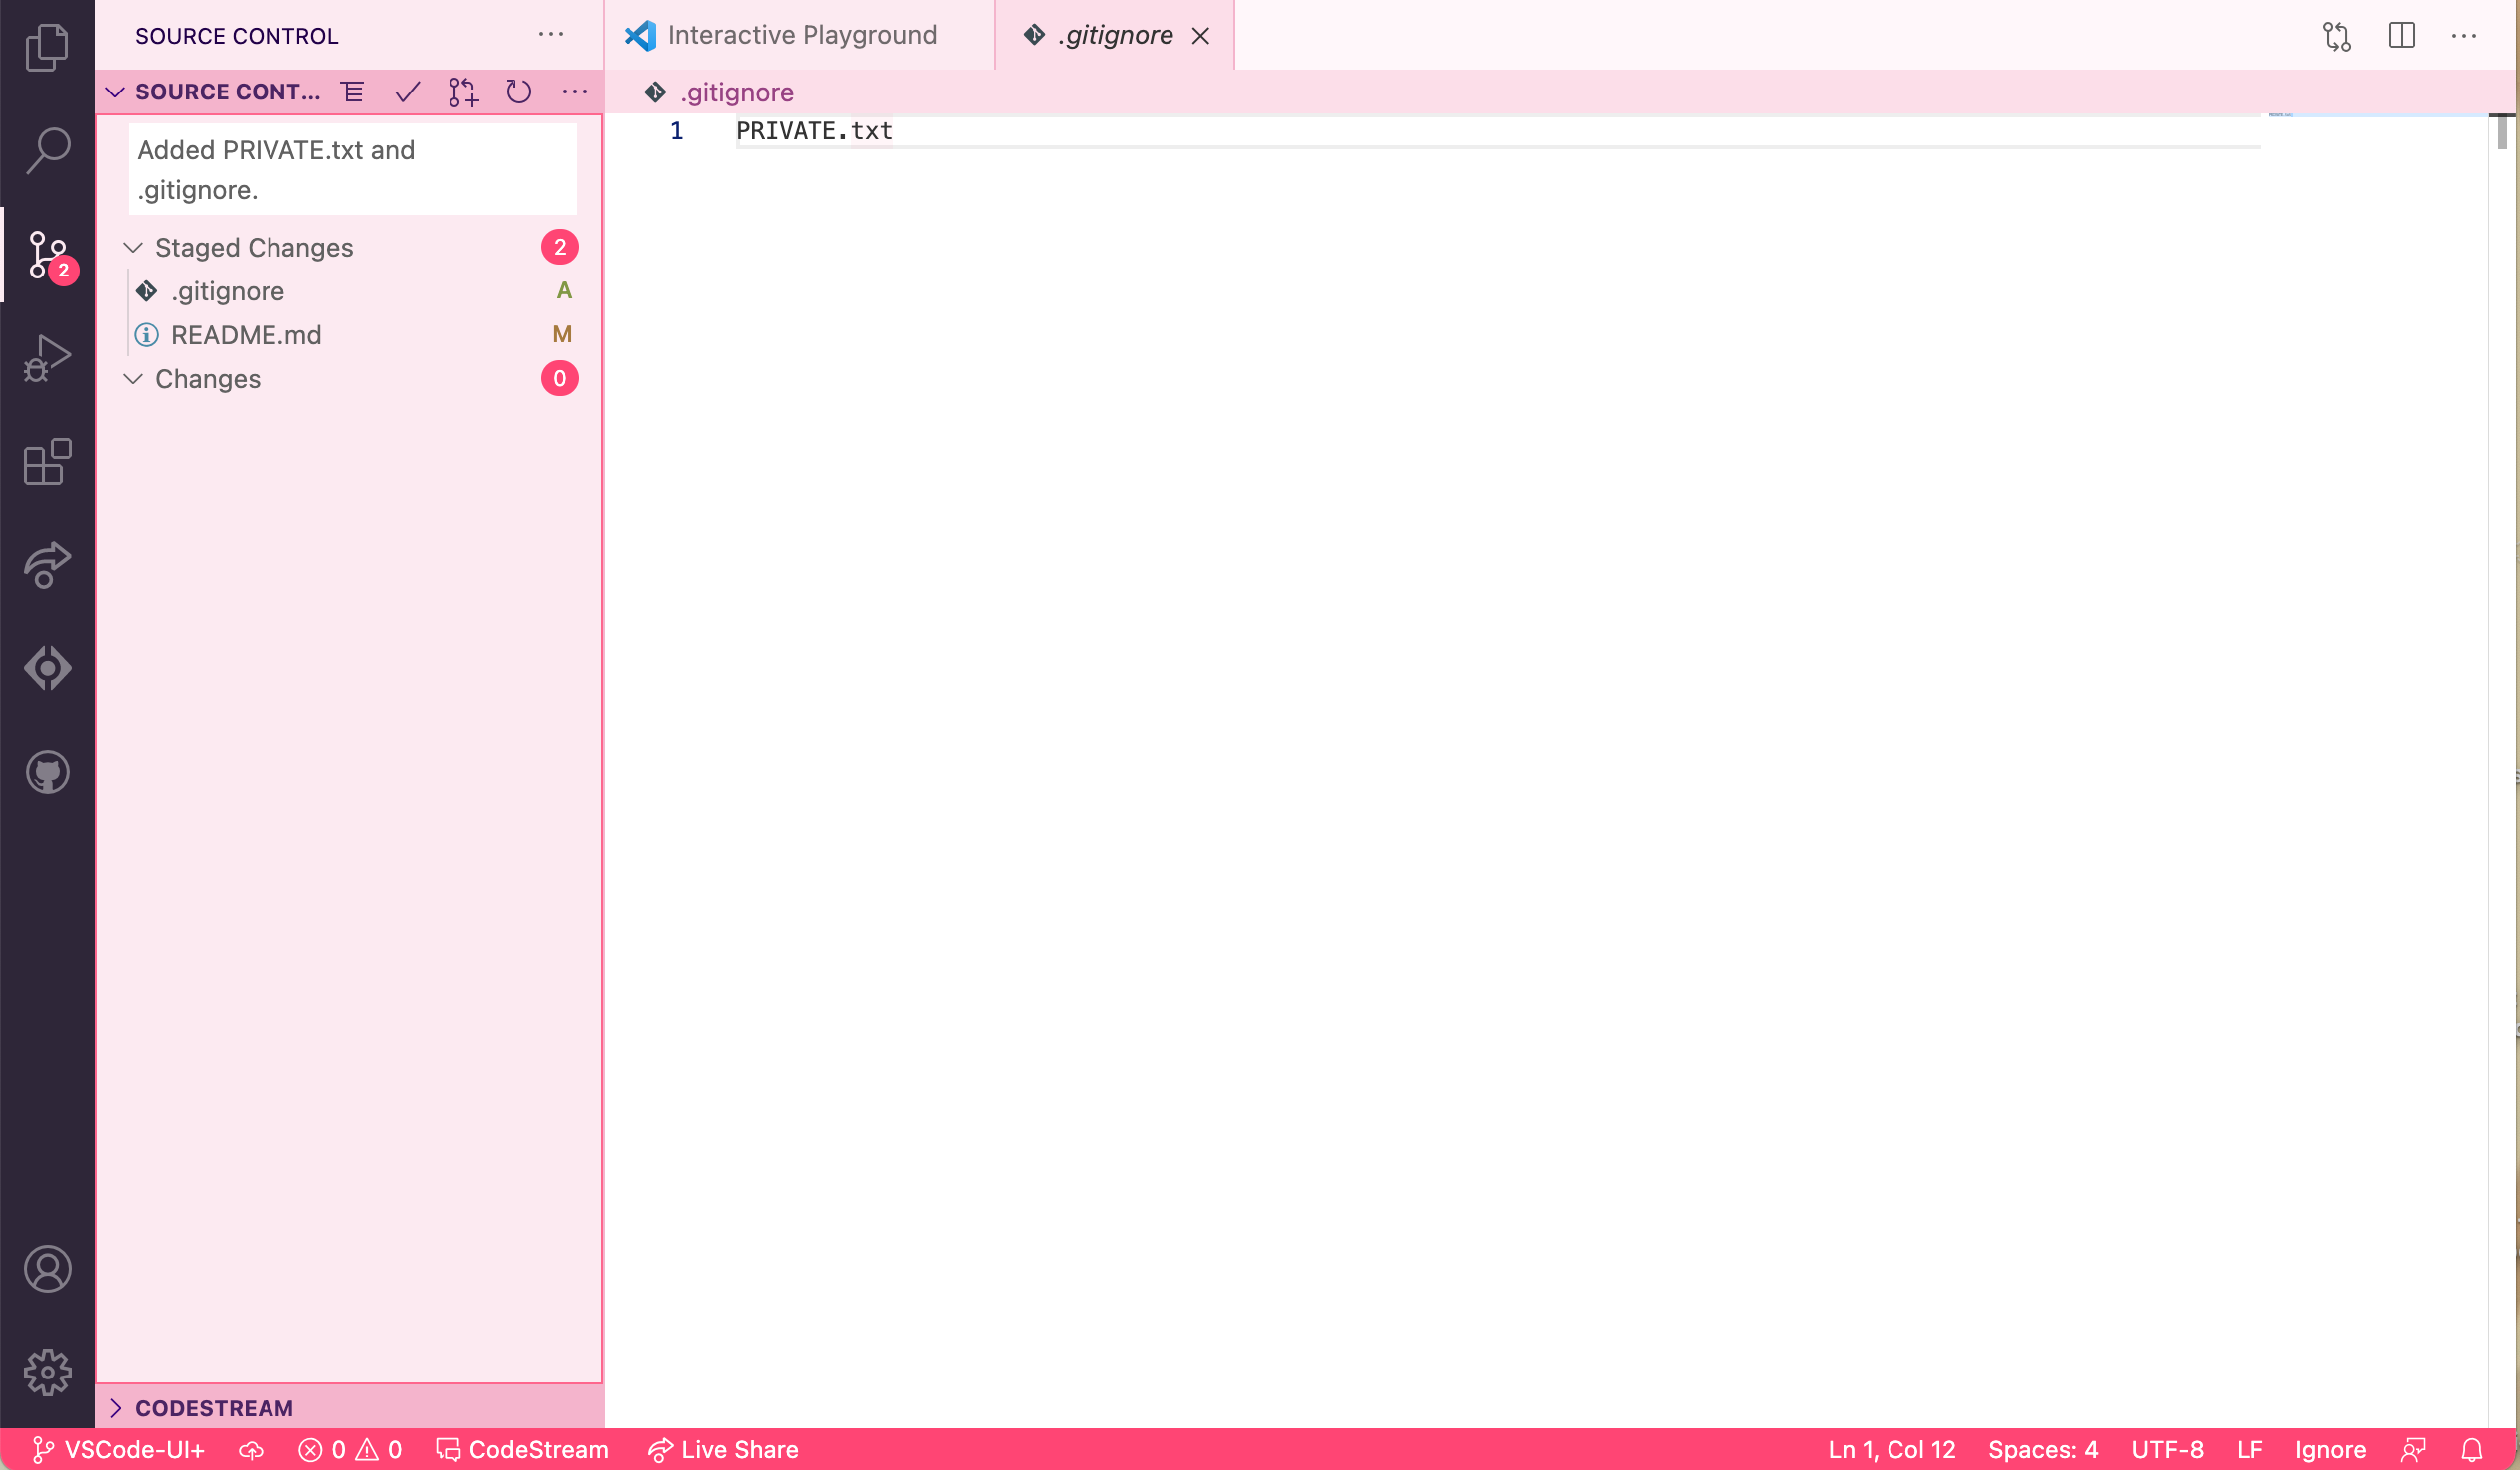 SOURCE CONTROL
SOURCE CONT...
Added PRIVATE.txt and
.gitignore.
Staged Changes 2
.gitignore A
README.md M
Changes 0
2
CODESTREAM
Interactive Playground
.gitignore
.gitignore
1 PRIVATE.txt
VSCode-UI+ 0 0 CodeStream Live Share Ln 1, Col 12 Spaces: 4 UTF-8 LF Ignore